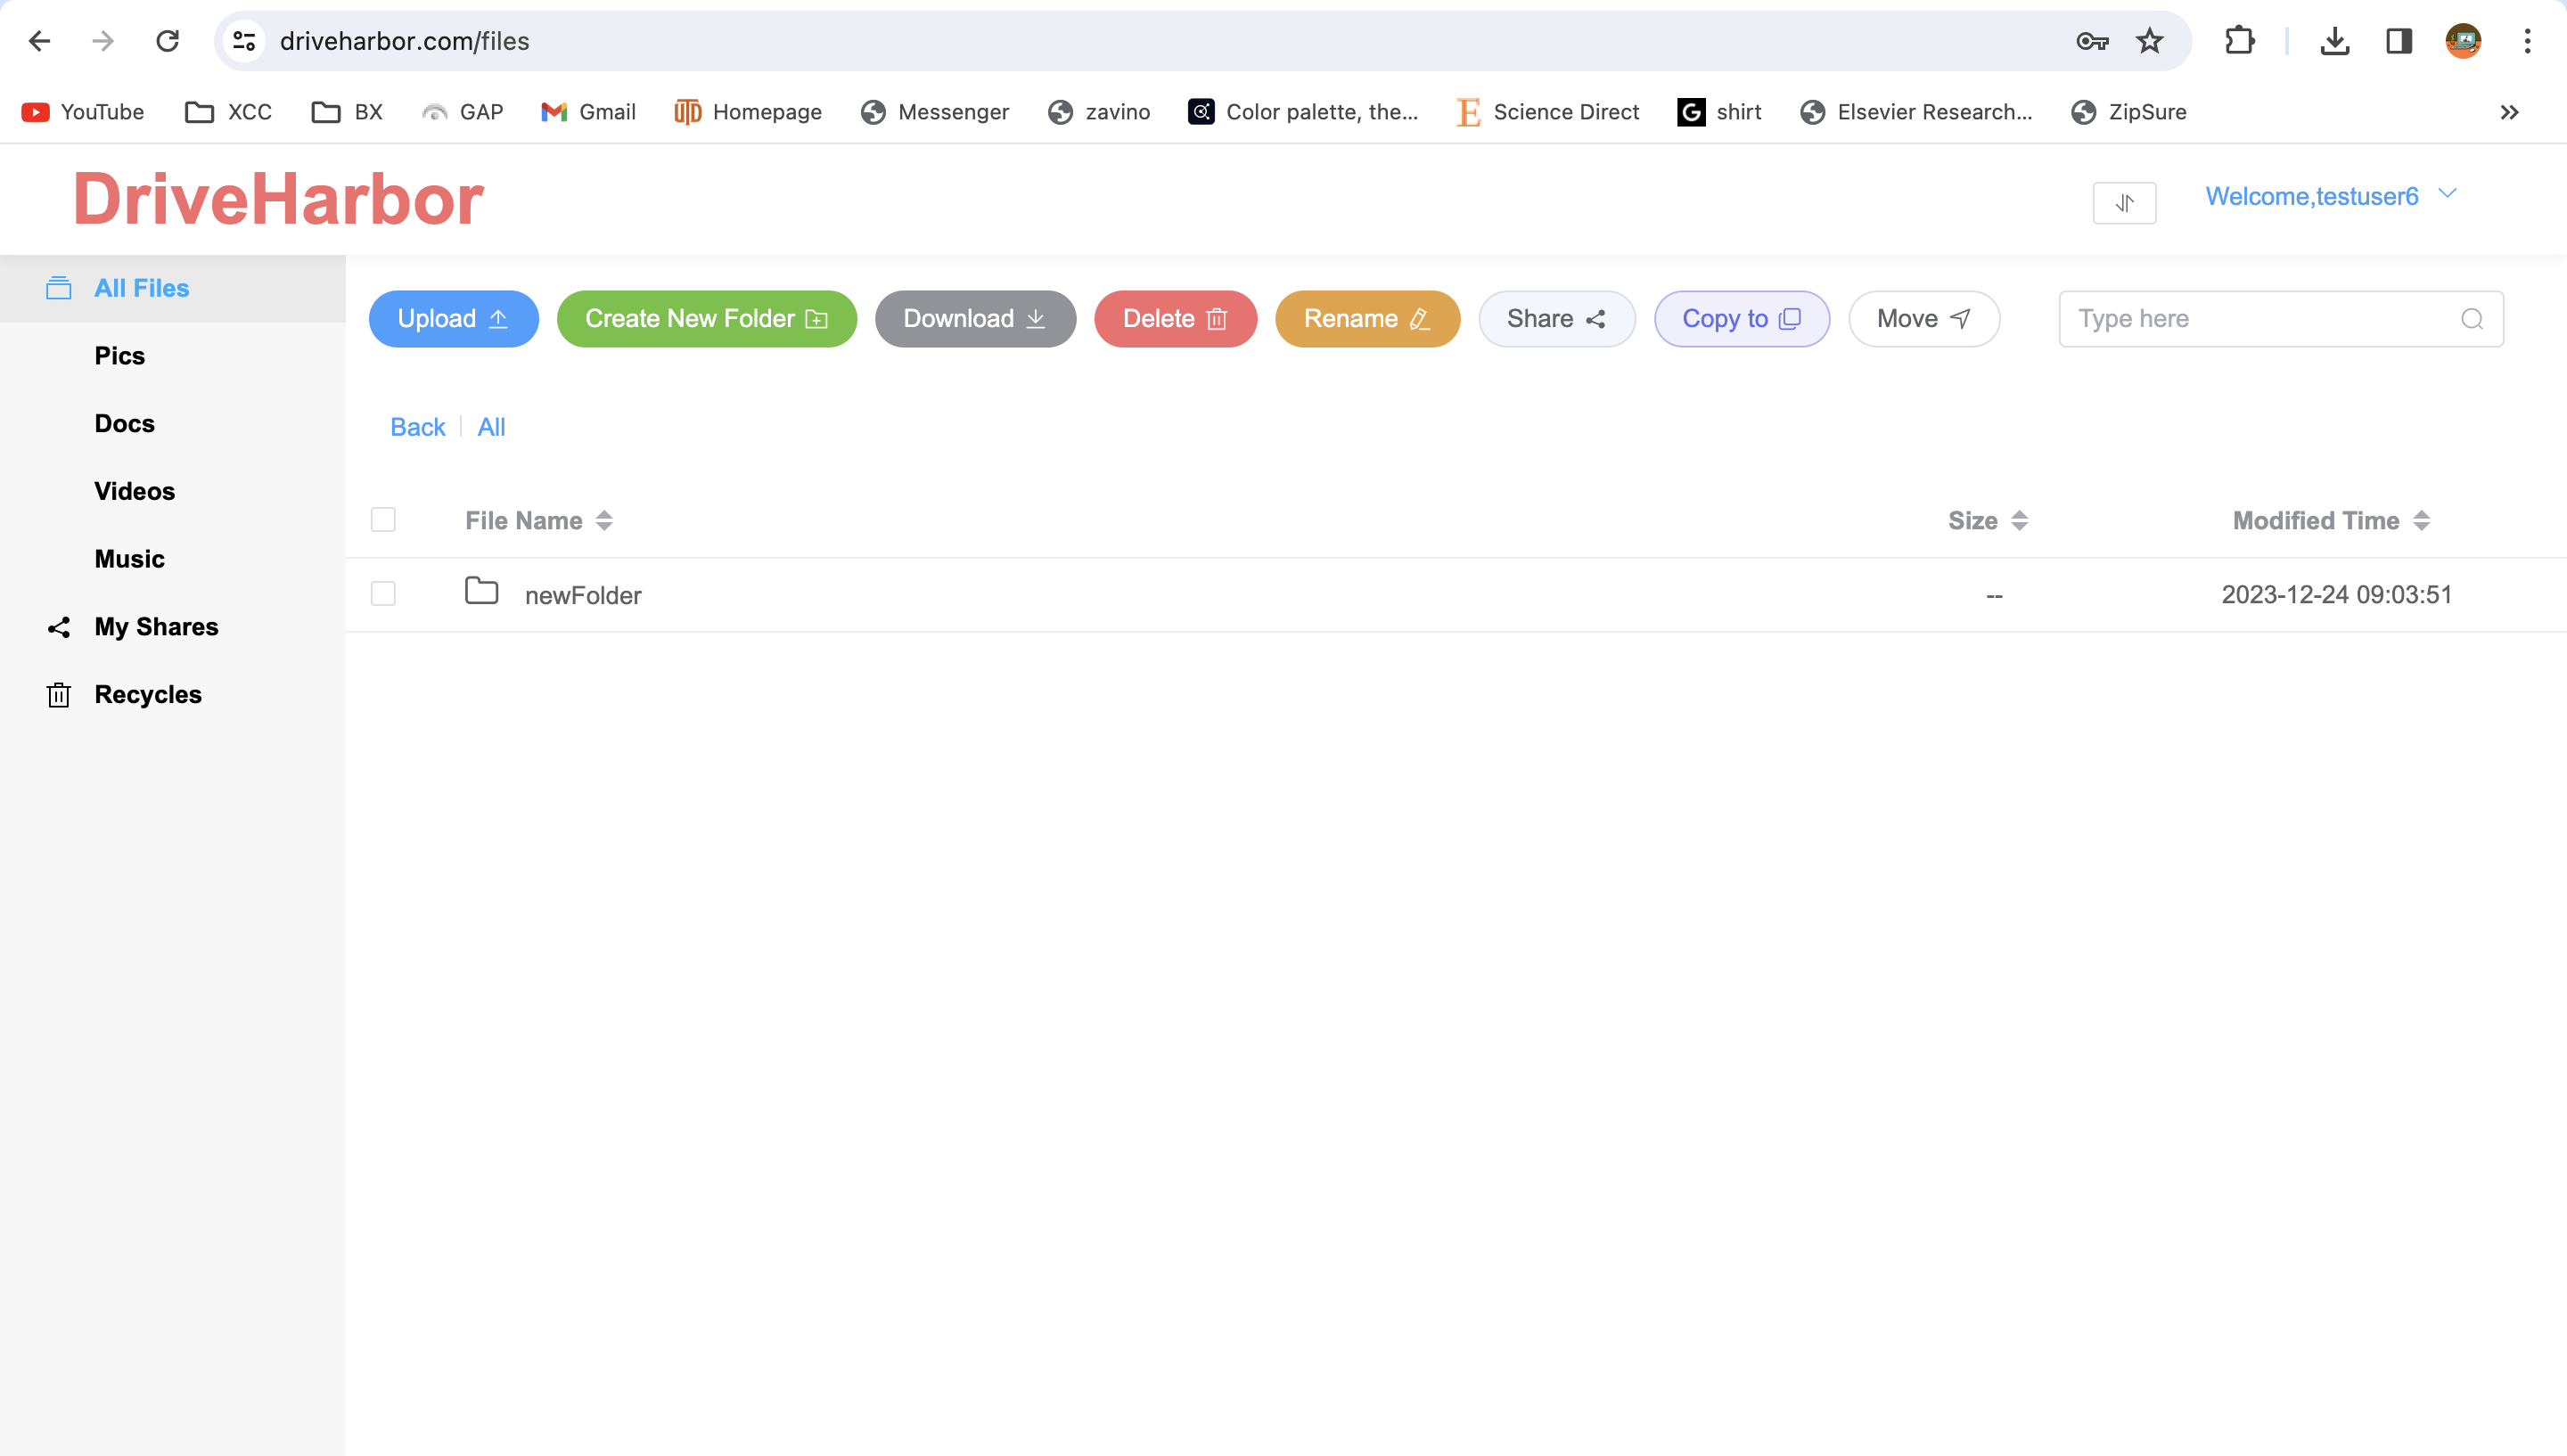 driveharbor.com/files
YouTube XCC BX GAP Gmail Homepage Messenger zavino Color palette, the... Science Direct shirt Elsevier Research... ZipSure
DriveHarbor
Welcome,testuser6
All Files
Pics
Docs
Videos
Music
My Shares
Recycles
Upload Create New Folder Download Delete Rename Share Copy to Move Type here
Back All
File Name Size Modified Time
newFolder -- 2023-12-24 09:03:51